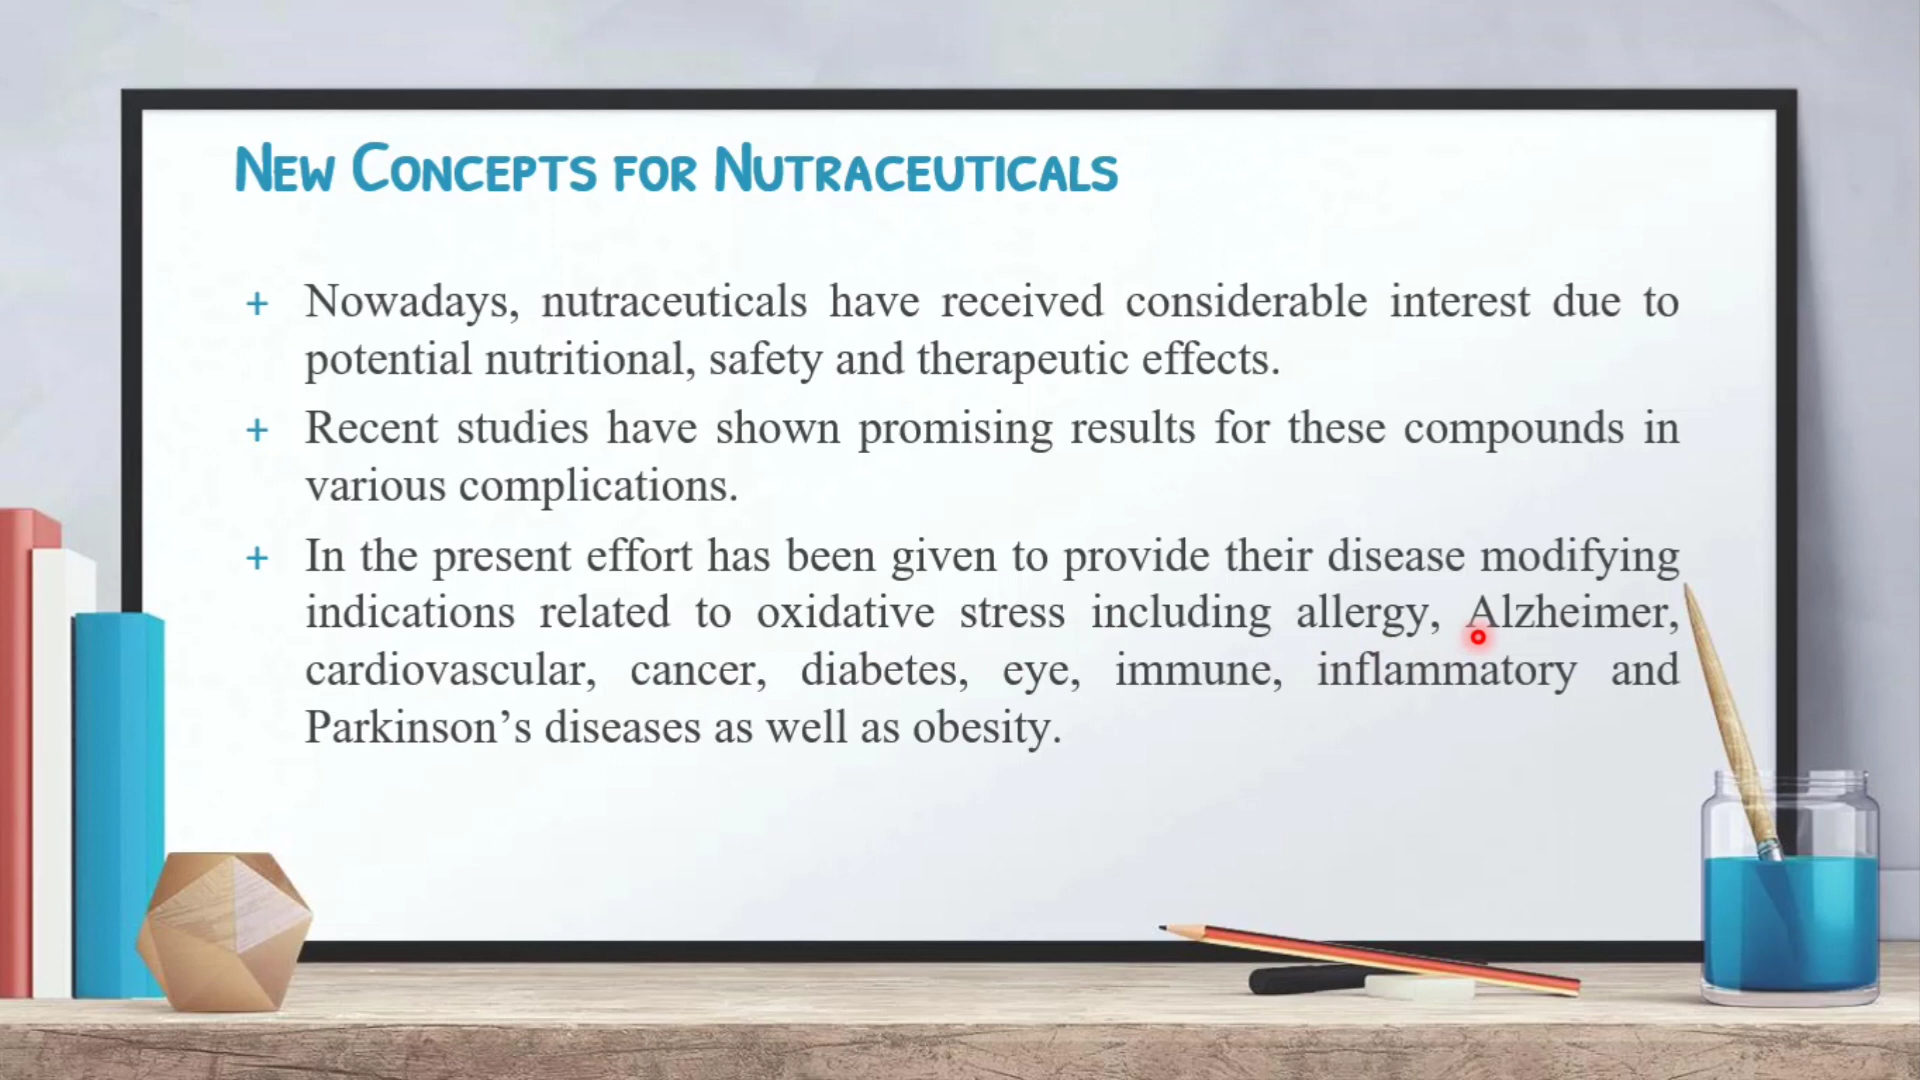 New Concepts for Nutraceuticals
+ Nowadays, nutraceuticals have received considerable interest due to
potential nutritional, safety and therapeutic effects.
+ Recent studies have shown promising results for these compounds in
various complications.
+ In the present effort has been given to provide their disease modifying
indications related to oxidative stress including allergy, Alzheimer,
cardiovascular, cancer, diabetes, eye, immune, inflammatory and
Parkinson’s diseases as well as obesity.